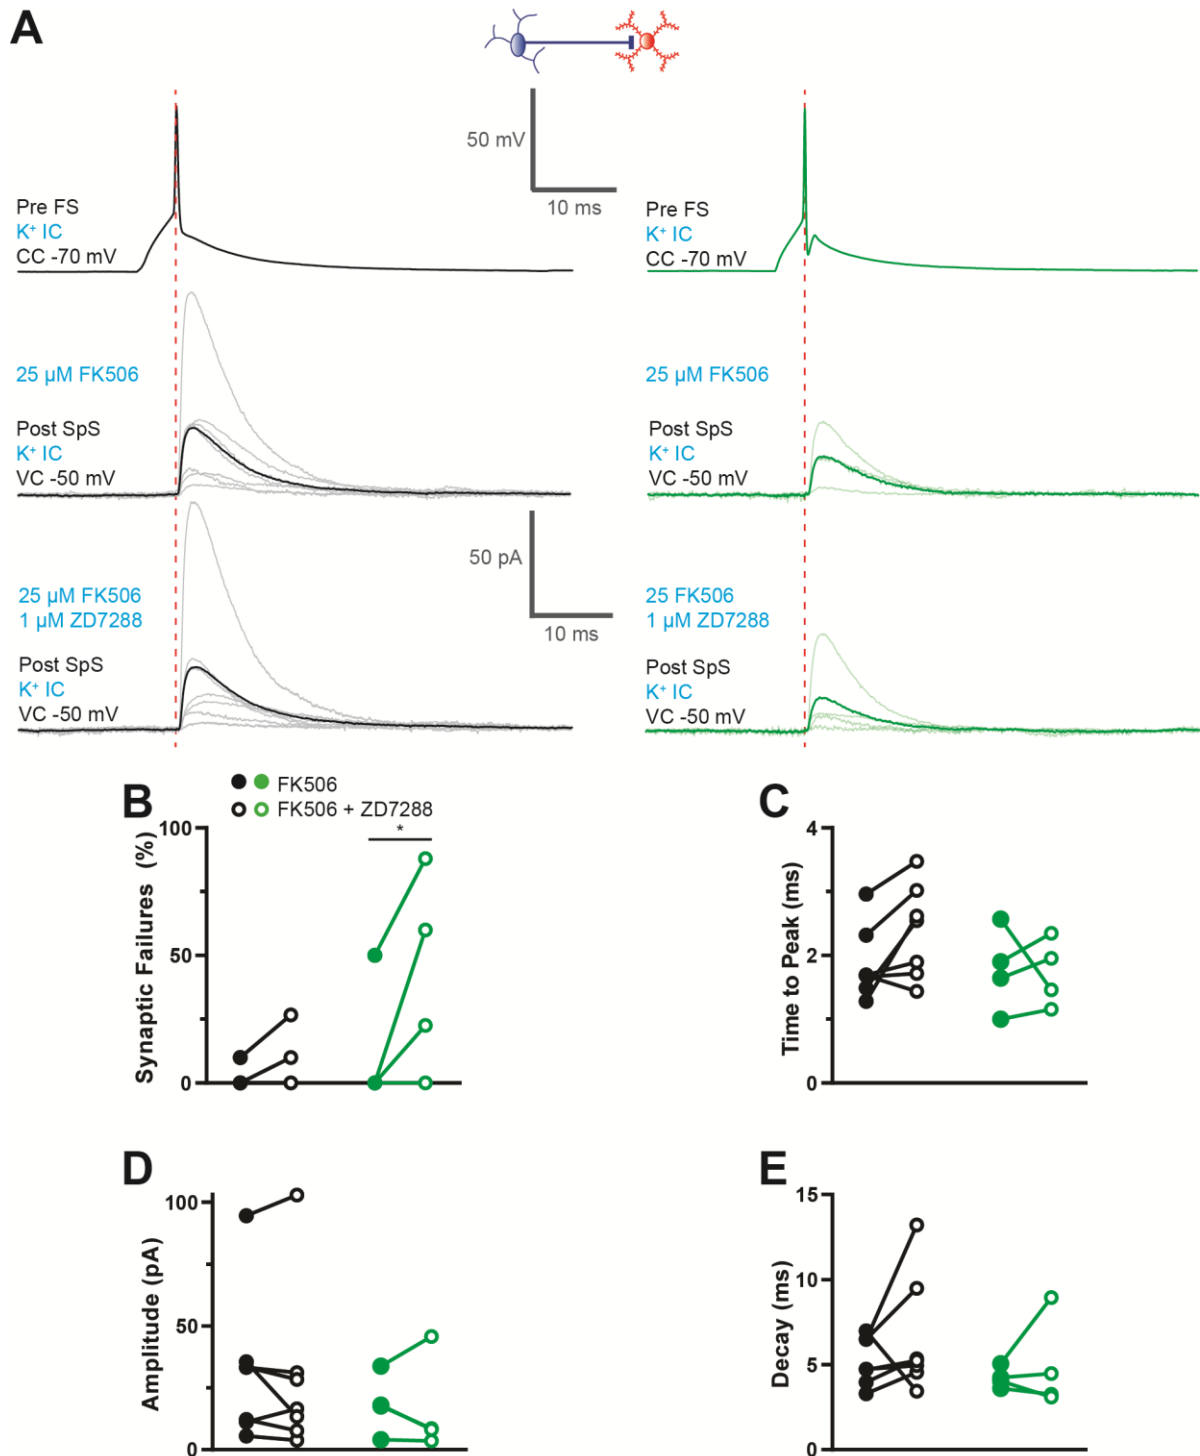 A
50 mV
10 ms
Pre FS
K⁺ IC
CC -70 mV
Pre FS
K⁺ IC
CC -70 mV
25 µM FK506
25 µM FK506
Post SpS
K⁺ IC
VC -50 mV
Post SpS
K⁺ IC
VC -50 mV
50 pA
10 ms
25 µM FK506
1 µM ZD7288
25 FK506
1 µM ZD7288
Post SpS
K⁺ IC
VC -50 mV
Post SpS
K⁺ IC
VC -50 mV
B
FK506
FK506 + ZD7288
*
Synaptic Failures (%)
100
50
0
C
Time to Peak (ms)
4
2
0
D
Amplitude (pA)
100
50
0
E
Decay (ms)
15
10
5
0